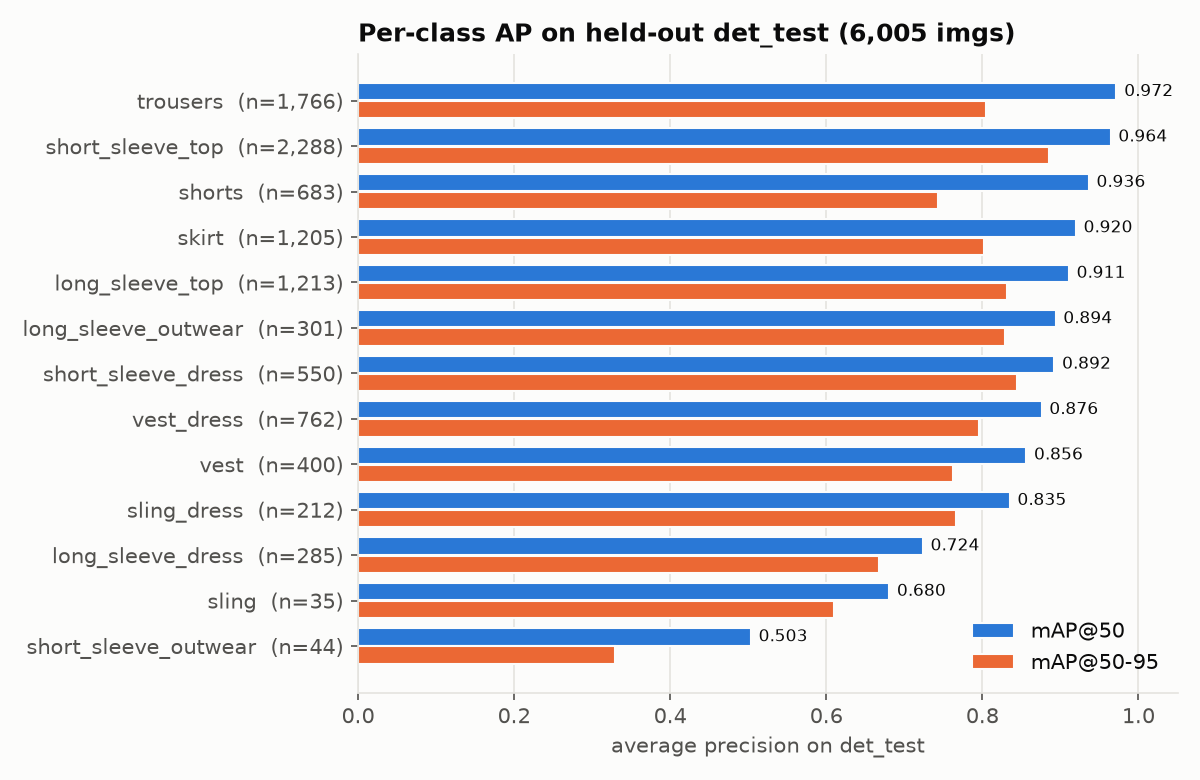 Per-class AP on held-out det_test (6,005 imgs)
trousers (n=1,766)
0.972
short_sleeve_top (n=2,288)
0.964
shorts (n=683)
0.936
skirt (n=1,205)
0.920
long_sleeve_top (n=1,213)
0.911
long_sleeve_outwear (n=301)
0.894
short_sleeve_dress (n=550)
0.892
vest_dress (n=762)
0.876
vest (n=400)
0.856
sling_dress (n=212)
0.835
long_sleeve_dress (n=285)
0.724
sling (n=35)
0.680
short_sleeve_outwear (n=44)
0.503
mAP@50
mAP@50-95
0.0 0.2 0.4 0.6 0.8 1.0
average precision on det_test